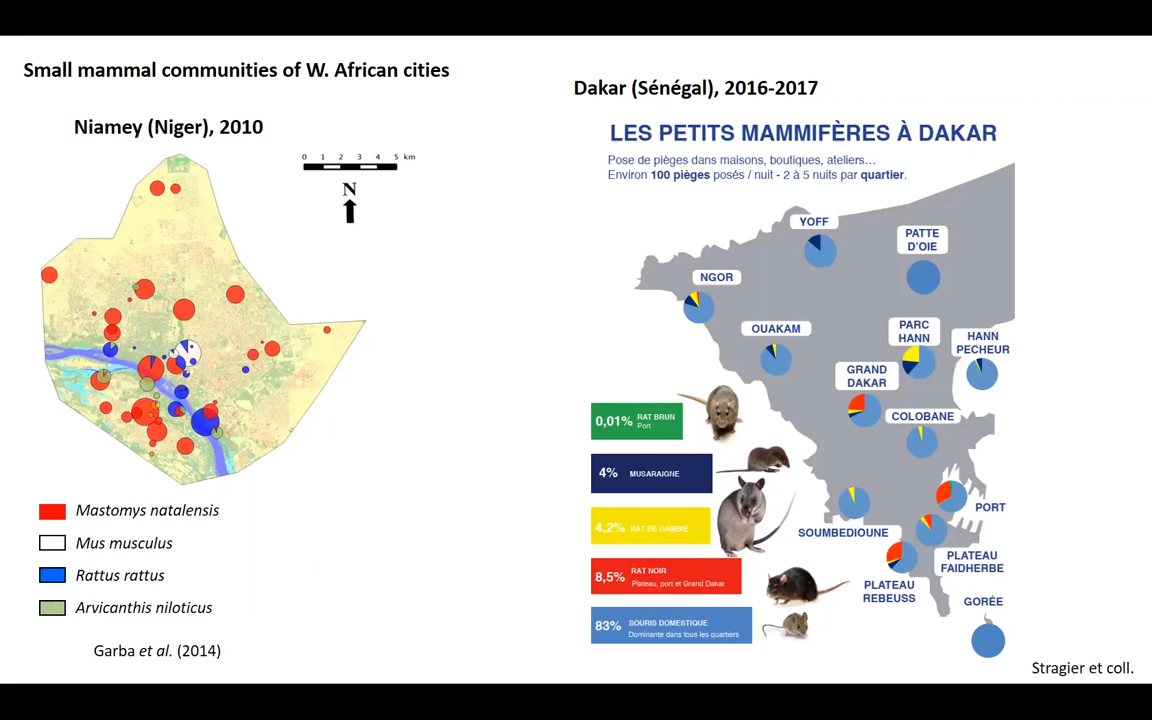 Small mammal communities of W. African cities
Niamey (Niger), 2010
0 1 2 3 4 5 km
N
Mastomys natalensis
Mus musculus
Rattus rattus
Arvicanthis niloticus
Garba et al. (2014)
Dakar (Sénégal), 2016-2017
LES PETITS MAMMIFÈRES À DAKAR
Pose de pièges dans maisons, boutiques, ateliers…
Environ 100 pièges posés / nuit - 2 à 5 nuits par quartier.
YOFF
PATTE
D'OIE
NGOR
OUAKAM
PARC
HANN
HANN
PECHEUR
GRAND
DAKAR
COLOBANE
PORT
SOUMBEDIOUNE
PLATEAU
FAIDHERBE
PLATEAU
REBEUSS
GORÉE
0,01% RAT BRUN
Port
4% MUSARAIGNE
4,2% RAT DE GAMBIE
8,5% RAT NOIR
Plateau, port et Grand Dakar
83% SOURIS DOMESTIQUE
Dominante dans tous les quartiers
Stragier et coll.